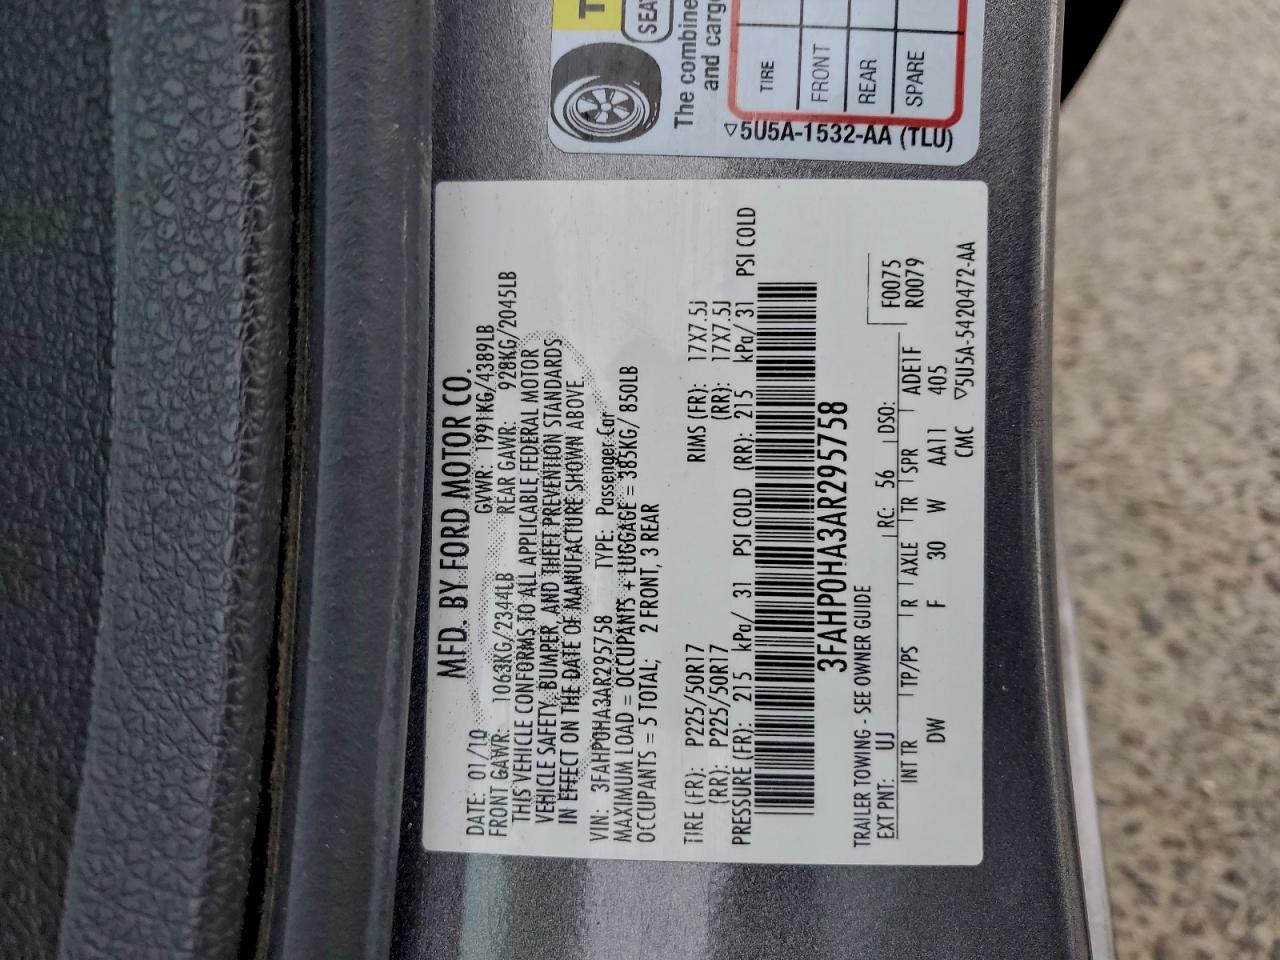 T
SEAT
The combine
and cargo
TIRE
FRONT
REAR
SPARE
▽5U5A-1532-AA (TLU)
MFD. BY FORD MOTOR CO.
DATE: 01/10 GVWR: 1991KG/4389LB
FRONT GAWR: 1063KG/2344LB REAR GAWR: 928KG/2045LB
THIS VEHICLE CONFORMS TO ALL APPLICABLE FEDERAL MOTOR
VEHICLE SAFETY, BUMPER, AND THEFT PREVENTION STANDARDS
IN EFFECT ON THE DATE OF MANUFACTURE SHOWN ABOVE
VIN: 3FAHP0HA3AR295758 TYPE: Passenger Car
MAXIMUM LOAD = OCCUPANTS + LUGGAGE = 385KG/ 850LB
OCCUPANTS = 5 TOTAL; 2 FRONT, 3 REAR
TIRE (FR): P225/50R17 RIMS (FR): 17X7.5J
(RR): P225/50R17 (RR): 17X7.5J
PRESSURE (FR): 215 kPa/ 31 PSI COLD (RR): 215 kPa/ 31 PSI COLD
3FAHP0HA3AR295758
TRAILER TOWING - SEE OWNER GUIDE
EXT PNT: UJ RC: 56 DSO: F0075
R0079
INT TR TP/PS R AXLE TR SPR ADE1F
DW F 30 W AA11 405
CMC ▽5U5A-5420472-AA